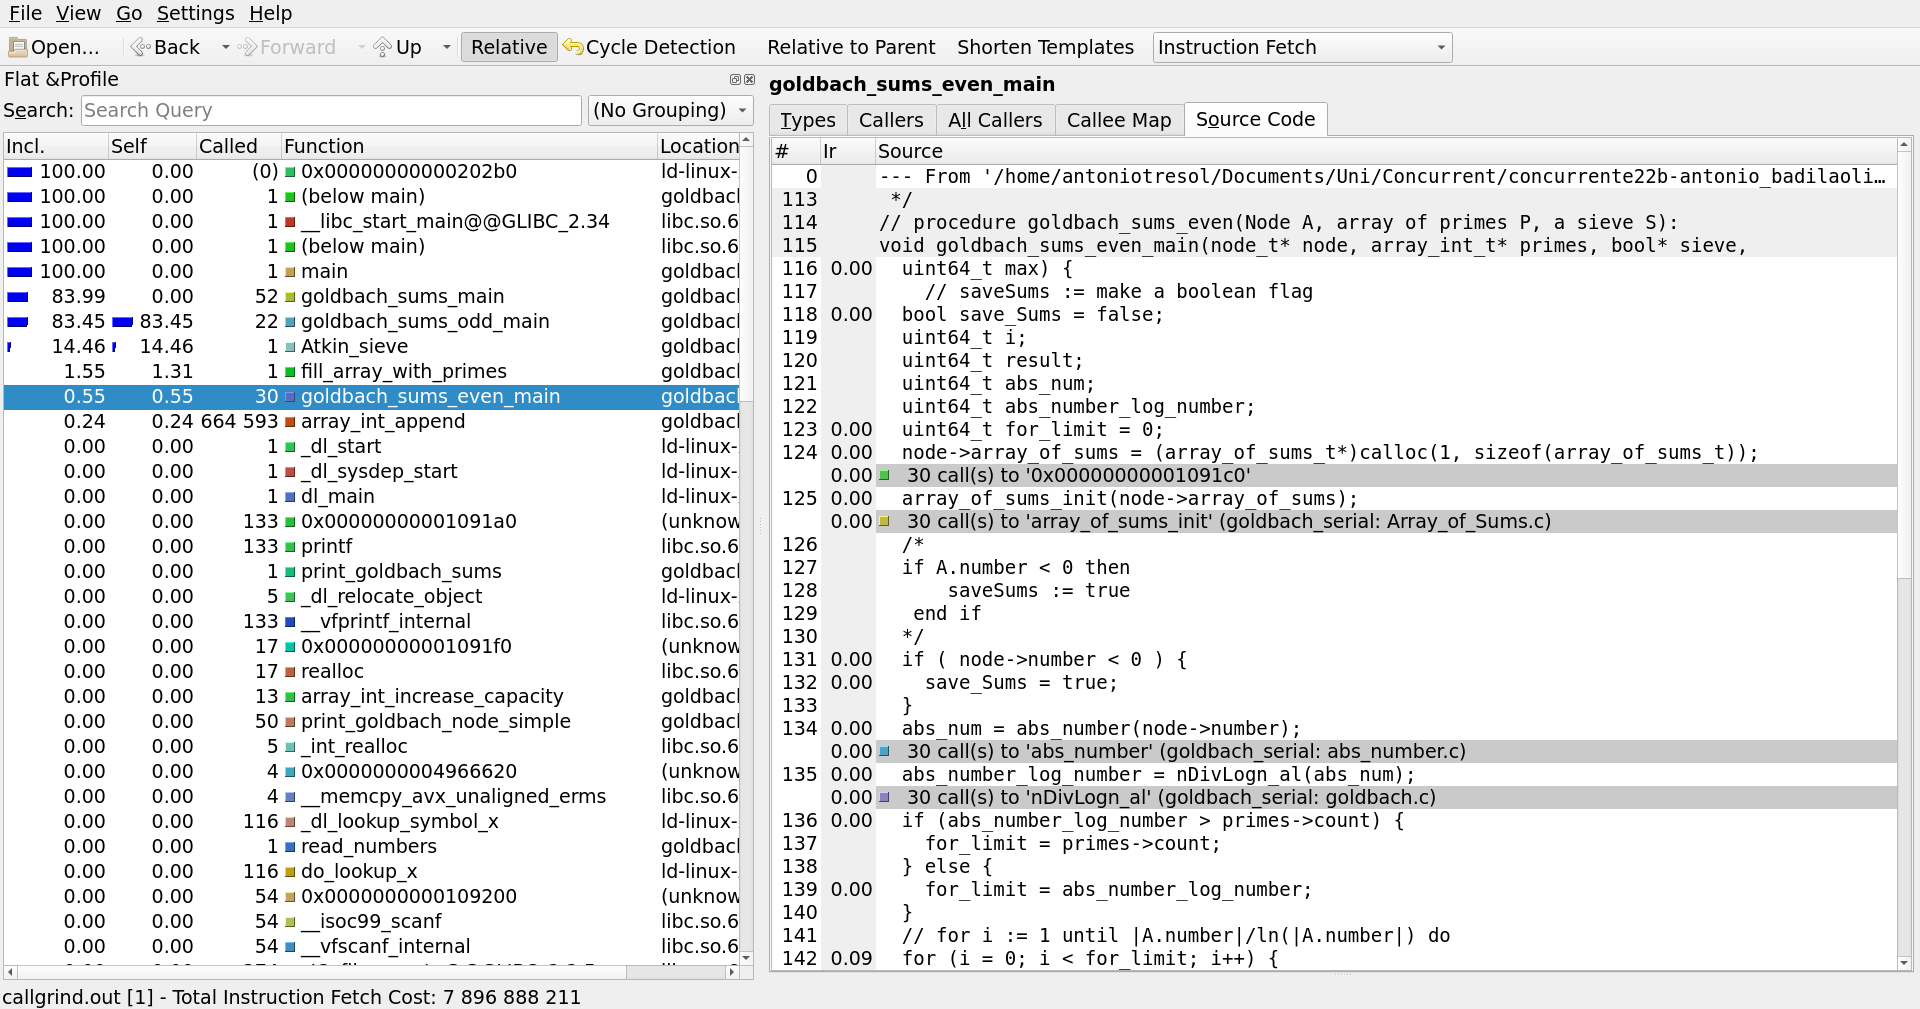 File View Go Settings Help
Open... Back Forward Up Relative Cycle Detection Relative to Parent Shorten Templates Instruction Fetch
Flat &Profile
Search: Search Query (No Grouping)
Incl. Self Called Function Location
100.00 0.00 (0) 0x00000000000202b0 ld-linux-
100.00 0.00 1 (below main) goldbacl
100.00 0.00 1 __libc_start_main@@GLIBC_2.34 libc.so.6
100.00 0.00 1 (below main) libc.so.6
100.00 0.00 1 main goldbacl
83.99 0.00 52 goldbach_sums_main goldbacl
83.45 83.45 22 goldbach_sums_odd_main goldbacl
14.46 14.46 1 Atkin_sieve goldbacl
1.55 1.31 1 fill_array_with_primes goldbacl
0.55 0.55 30 goldbach_sums_even_main goldbacl
0.24 0.24 664 593 array_int_append goldbacl
0.00 0.00 1 _dl_start ld-linux-
0.00 0.00 1 _dl_sysdep_start ld-linux-
0.00 0.00 1 dl_main ld-linux-
0.00 0.00 133 0x00000000001091a0 (unknow
0.00 0.00 133 printf libc.so.6
0.00 0.00 1 print_goldbach_sums goldbacl
0.00 0.00 5 _dl_relocate_object ld-linux-
0.00 0.00 133 __vfprintf_internal libc.so.6
0.00 0.00 17 0x00000000001091f0 (unknow
0.00 0.00 17 realloc libc.so.6
0.00 0.00 13 array_int_increase_capacity goldbacl
0.00 0.00 50 print_goldbach_node_simple goldbacl
0.00 0.00 5 _int_realloc libc.so.6
0.00 0.00 4 0x0000000004966620 (unknow
0.00 0.00 4 __memcpy_avx_unaligned_erms libc.so.6
0.00 0.00 116 _dl_lookup_symbol_x ld-linux-
0.00 0.00 1 read_numbers goldbacl
0.00 0.00 116 do_lookup_x ld-linux-
0.00 0.00 54 0x0000000000109200 (unknow
0.00 0.00 54 __isoc99_scanf libc.so.6
0.00 0.00 54 __vfscanf_internal libc.so.6
goldbach_sums_even_main
Types Callers All Callers Callee Map Source Code
# Ir Source
0 --- From '/home/antoniotresol/Documents/Uni/Concurrent/concurrente22b-antonio_badilaoli…
113 */
114 // procedure goldbach_sums_even(Node A, array of primes P, a sieve S):
115 void goldbach_sums_even_main(node_t* node, array_int_t* primes, bool* sieve,
116 0.00 uint64_t max) {
117 // saveSums := make a boolean flag
118 0.00 bool save_Sums = false;
119 uint64_t i;
120 uint64_t result;
121 uint64_t abs_num;
122 uint64_t abs_number_log_number;
123 0.00 uint64_t for_limit = 0;
124 0.00 node->array_of_sums = (array_of_sums_t*)calloc(1, sizeof(array_of_sums_t));
0.00 30 call(s) to '0x00000000001091c0'
125 0.00 array_of_sums_init(node->array_of_sums);
0.00 30 call(s) to 'array_of_sums_init' (goldbach_serial: Array_of_Sums.c)
126 /*
127 if A.number < 0 then
128 saveSums := true
129 end if
130 */
131 0.00 if ( node->number < 0 ) {
132 0.00 save_Sums = true;
133 }
134 0.00 abs_num = abs_number(node->number);
0.00 30 call(s) to 'abs_number' (goldbach_serial: abs_number.c)
135 0.00 abs_number_log_number = nDivLogn_al(abs_num);
0.00 30 call(s) to 'nDivLogn_al' (goldbach_serial: goldbach.c)
136 0.00 if (abs_number_log_number > primes->count) {
137 for_limit = primes->count;
138 } else {
139 0.00 for_limit = abs_number_log_number;
140 }
141 // for i := 1 until |A.number|/ln(|A.number|) do
142 0.09 for (i = 0; i < for_limit; i++) {
callgrind.out [1] - Total Instruction Fetch Cost: 7 896 888 211